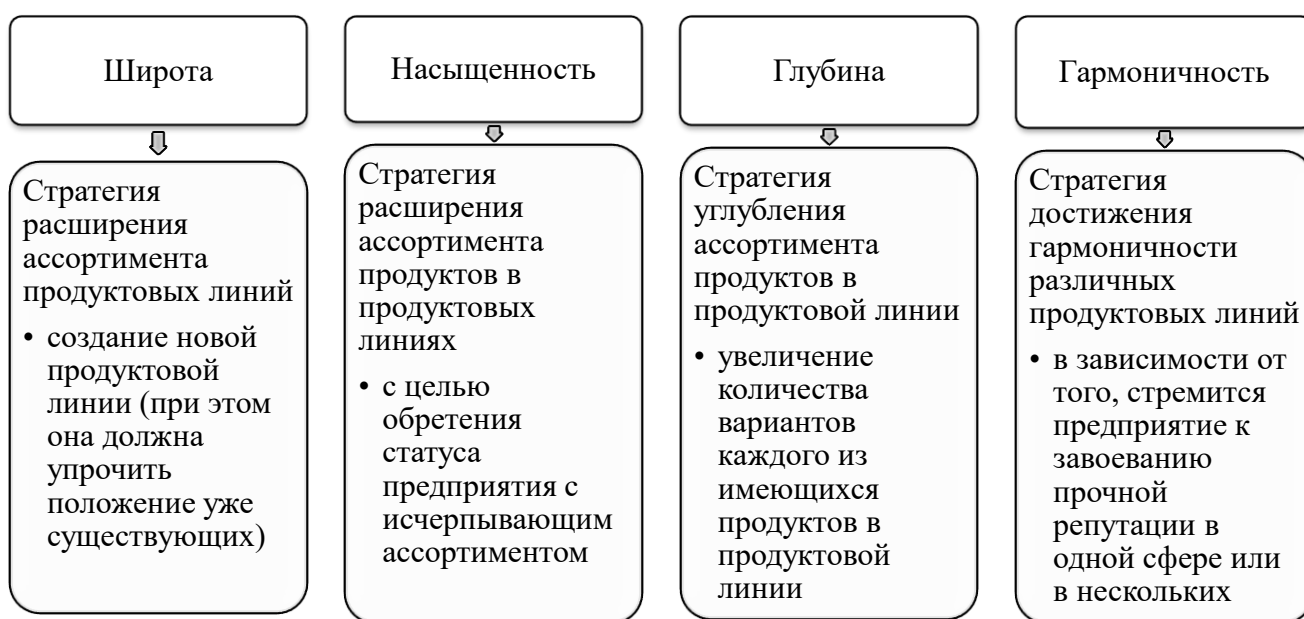 Широта
Стратегия
расширения
ассортимента
продуктовых линий
• создание новой
продуктовой
линии (при этом
она должна
упрочить
положение уже
существующих)
Насыщенность
Стратегия
расширения
ассортимента
продуктов в
продуктовых
линиях
• с целью
обретения
статуса
предприятия с
исчерпывающим
ассортиментом
Глубина
Стратегия
углубления
ассортимента
продуктов в
продуктовой линии
• увеличение
количества
вариантов
каждого из
имеющихся
продуктов в
продуктовой
линии
Гармоничность
Стратегия
достижения
гармоничности
различных
продуктовых линий
• в зависимости от
того, стремится
предприятие к
завоеванию
прочной
репутации в
одной сфере или
в нескольких